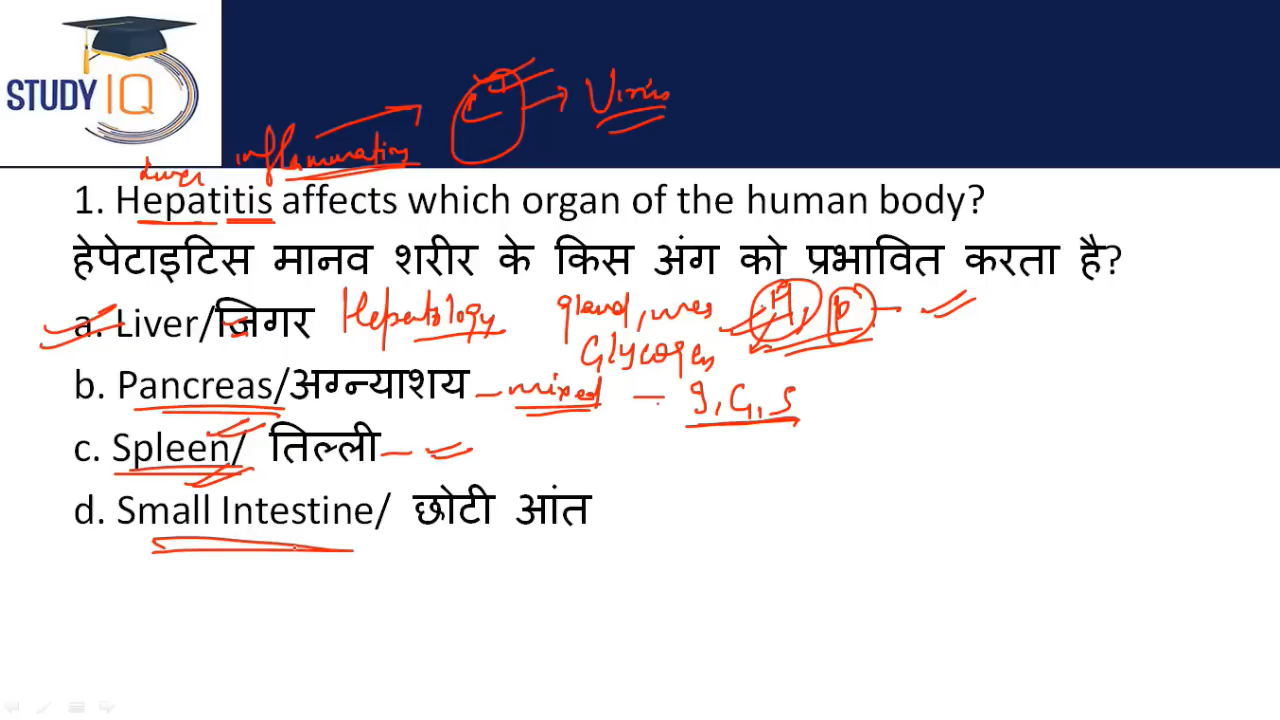 STUDY IQ
Virus
inflammation
Liver
1. Hepatitis affects which organ of the human body?
हेपेटाइटिस मानव शरीर के किस अंग को प्रभावित करता है?
a. Liver/जिगर Hepatology gland, urea
Glycogen
b. Pancreas/अग्न्याशय – mixed – I, G, S
c. Spleen/ तिल्ली –
d. Small Intestine/ छोटी आंत